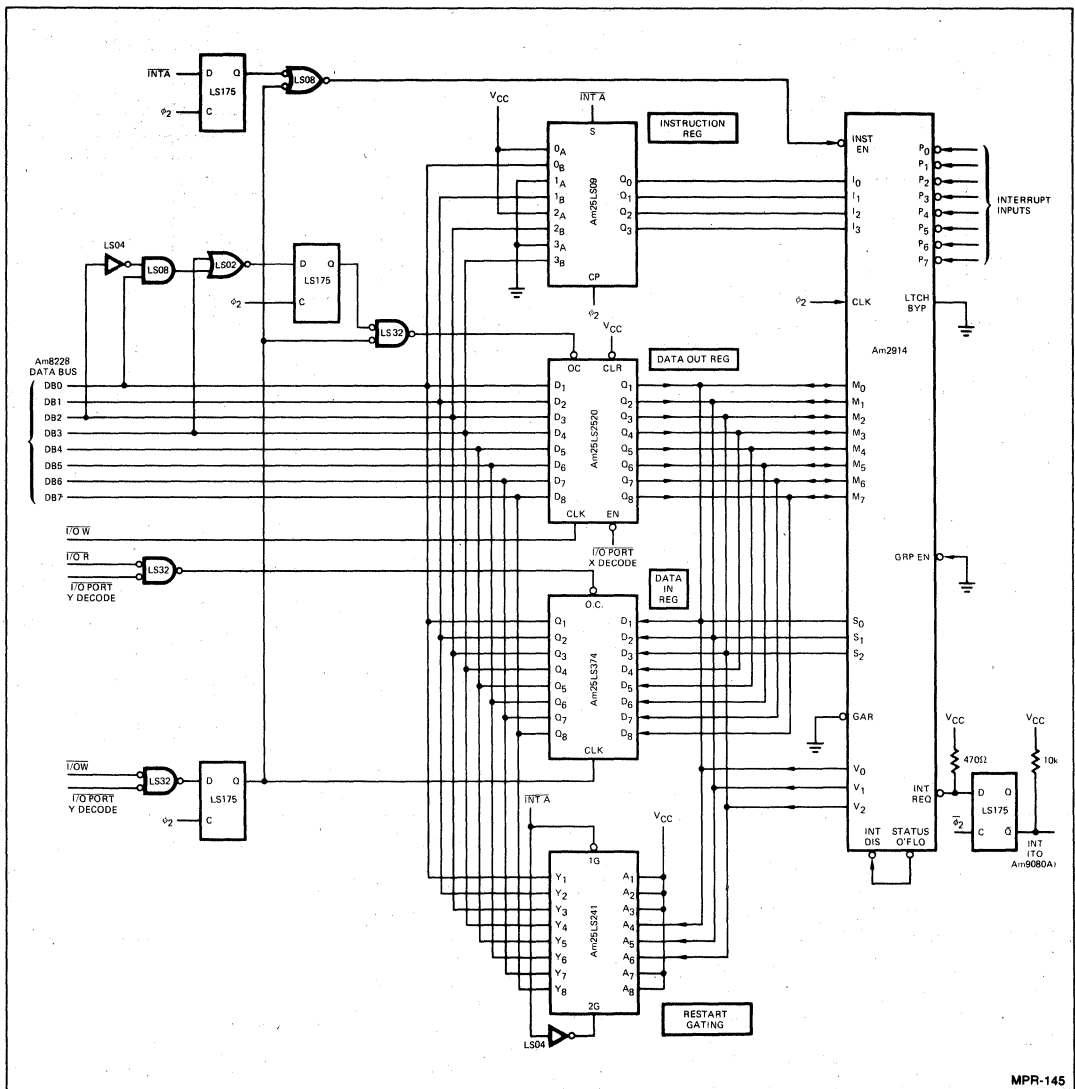 INTA D Q LS08
LS175
φ2 C
VCC INT A
S INSTRUCTION REG
0A
0B
1A Q0
1B Q1
2A Q2
2B Q3
3A
3B
Am25LS09
CP
φ2
INST EN
I0
I1
I2
I3
P0
P1
P2
P3
P4
P5
P6
P7
INTERRUPT INPUTS
φ2 CLK
LTCH BYP
Am2914
LS04
LS08
LS02
D
LS175
φ2 C
LS32
VCC
OC CLR
DATA OUT REG
Am8228
DATA BUS
DB0 D1 Q1 M0
DB1 D2 Q2 M1
DB2 D3 Q3 M2
DB3 D4 Q4 M3
DB4 D5 Q5 M4
DB5 D6 Q6 M5
DB6 D7 Q7 M6
DB7 D8 Q8 M7
Am25LS2520
CLK EN
I/O W
I/O PORT
X DECODE
I/O R
LS32
I/O PORT
Y DECODE
DATA IN REG
GRP EN
O.C.
Q1 D1 S0
Q2 D2 S1
Q3 D3 S2
Q4 D4
Q5 D5
Q6 D6
Q7 D7
Q8 D8
Am25LS374
CLK
GAR
VCC VCC
470Ω 10k
I/OW
LS32
I/O PORT
Y DECODE
D Q
LS175
φ2 C
INT A
VCC
V0
V1
V2
INT REQ
D Q
LS175
φ2 C Q
INT
(TO
Am9080A)
INT DIS
STATUS O'FLO
1G
Y1 A1
Y2 A2
Y3 A3
Y4 A4
Y5 A5
Y6 A6
Y7 A7
Y8 A8
Am25LS241
2G
LS04
RESTART GATING
MPR-145